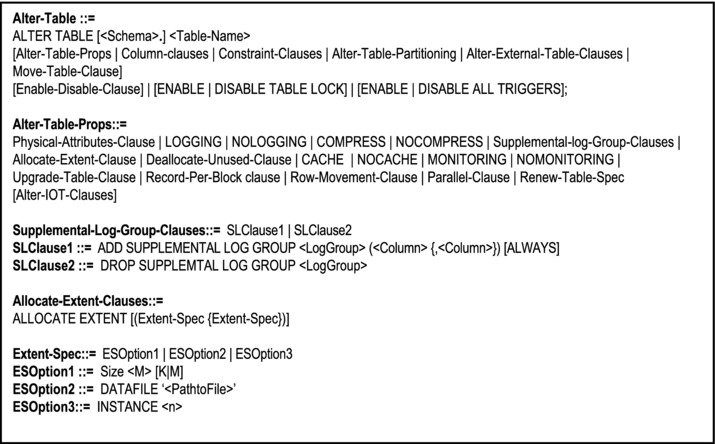 Alter-Table ::=
ALTER TABLE [<Schema>.] <Table-Name>
[Alter-Table-Props | Column-clauses | Constraint-Clauses | Alter-Table-Partitioning | Alter-External-Table-Clauses |
Move-Table-Clause]
[Enable-Disable-Clause] | [ENABLE | DISABLE TABLE LOCK] | [ENABLE | DISABLE ALL TRIGGERS];
Alter-Table-Props::=
Physical-Attributes-Clause | LOGGING | NOLOGGING | COMPRESS | NOCOMPRESS | Supplemental-log-Group-Clauses |
Allocate-Extent-Clause | Deallocate-Unused-Clause | CACHE | NOCACHE | MONITORING | NOMONITORING |
Upgrade-Table-Clause | Record-Per-Block clause | Row-Movement-Clause | Parallel-Clause | Renew-Table-Spec
[Alter-IOT-Clauses]
Supplemental-Log-Group-Clauses::= SLClause1 | SLClause2
SLClause1 ::= ADD SUPPLEMENTAL LOG GROUP <LogGroup> (<Column> {,<Column>}) [ALWAYS]
SLClause2 ::= DROP SUPPLEMTAL LOG GROUP <LogGroup>
Allocate-Extent-Clauses::=
ALLOCATE EXTENT [(Extent-Spec {Extent-Spec})]
Extent-Spec::= ESOption1 | ESOption2 | ESOption3
ESOption1 ::= Size <M> [K|M]
ESOption2 ::= DATAFILE ‘<PathtoFile>’
ESOption3::= INSTANCE <n>